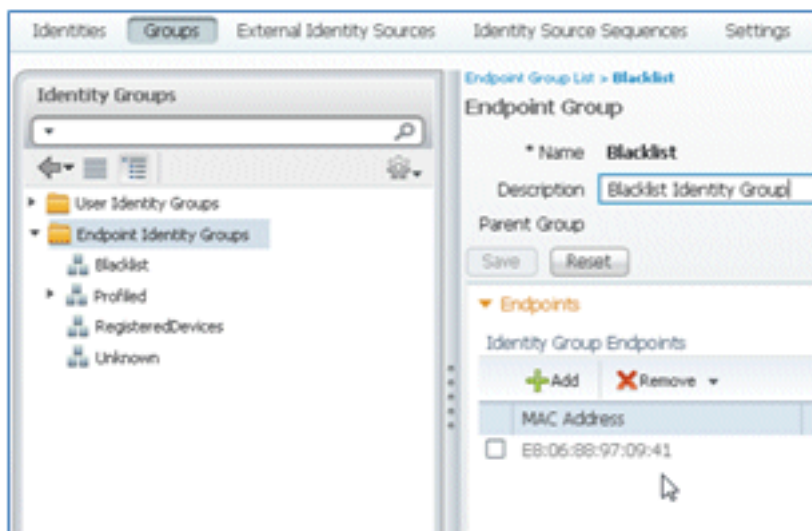 Identities Groups External Identity Sources Identity Source Sequences Settings
Identity Groups
User Identity Groups
Endpoint Identity Groups
Blacklist
Profiled
RegisteredDevices
Unknown
Endpoint Group List > Blacklist
Endpoint Group
* Name Blacklist
Description Blacklist Identity Group
Parent Group
Save Reset
Endpoints
Identity Group Endpoints
Add Remove
MAC Address
E8:06:88:97:09:41